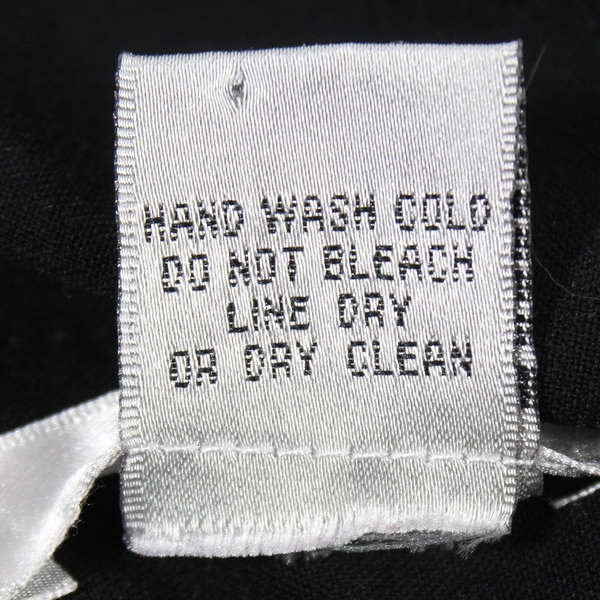 HAND WASH COLD
DO NOT BLEACH
LINE DRY
OR DRY CLEAN